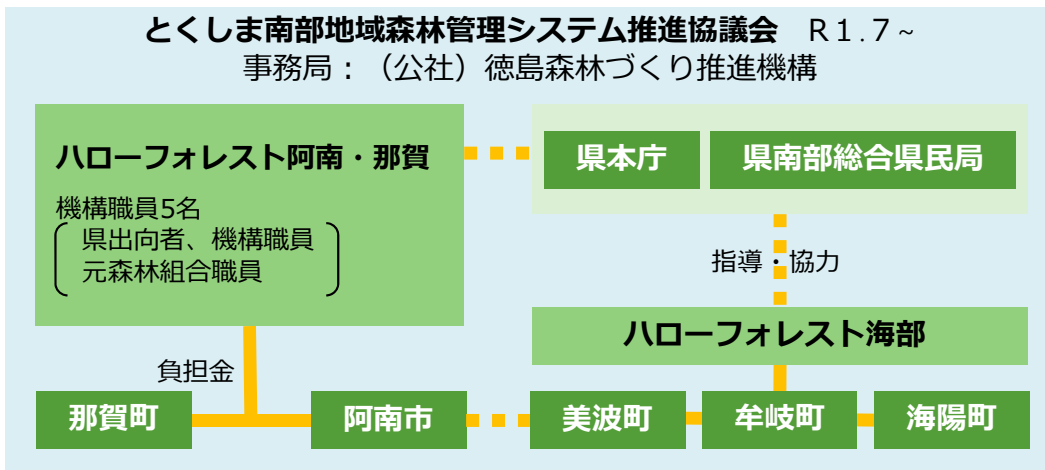 とくしま南部地域森林管理システム推進協議会　Ｒ１.７~
事務局：（公社）徳島森林づくり推進機構
ハローフォレスト阿南・那賀
機構職員5名
県出向者、機構職員
元森林組合職員
県本庁
県南部総合県民局
指導・協力
ハローフォレスト海部
負担金
那賀町
阿南市
美波町
牟岐町
海陽町